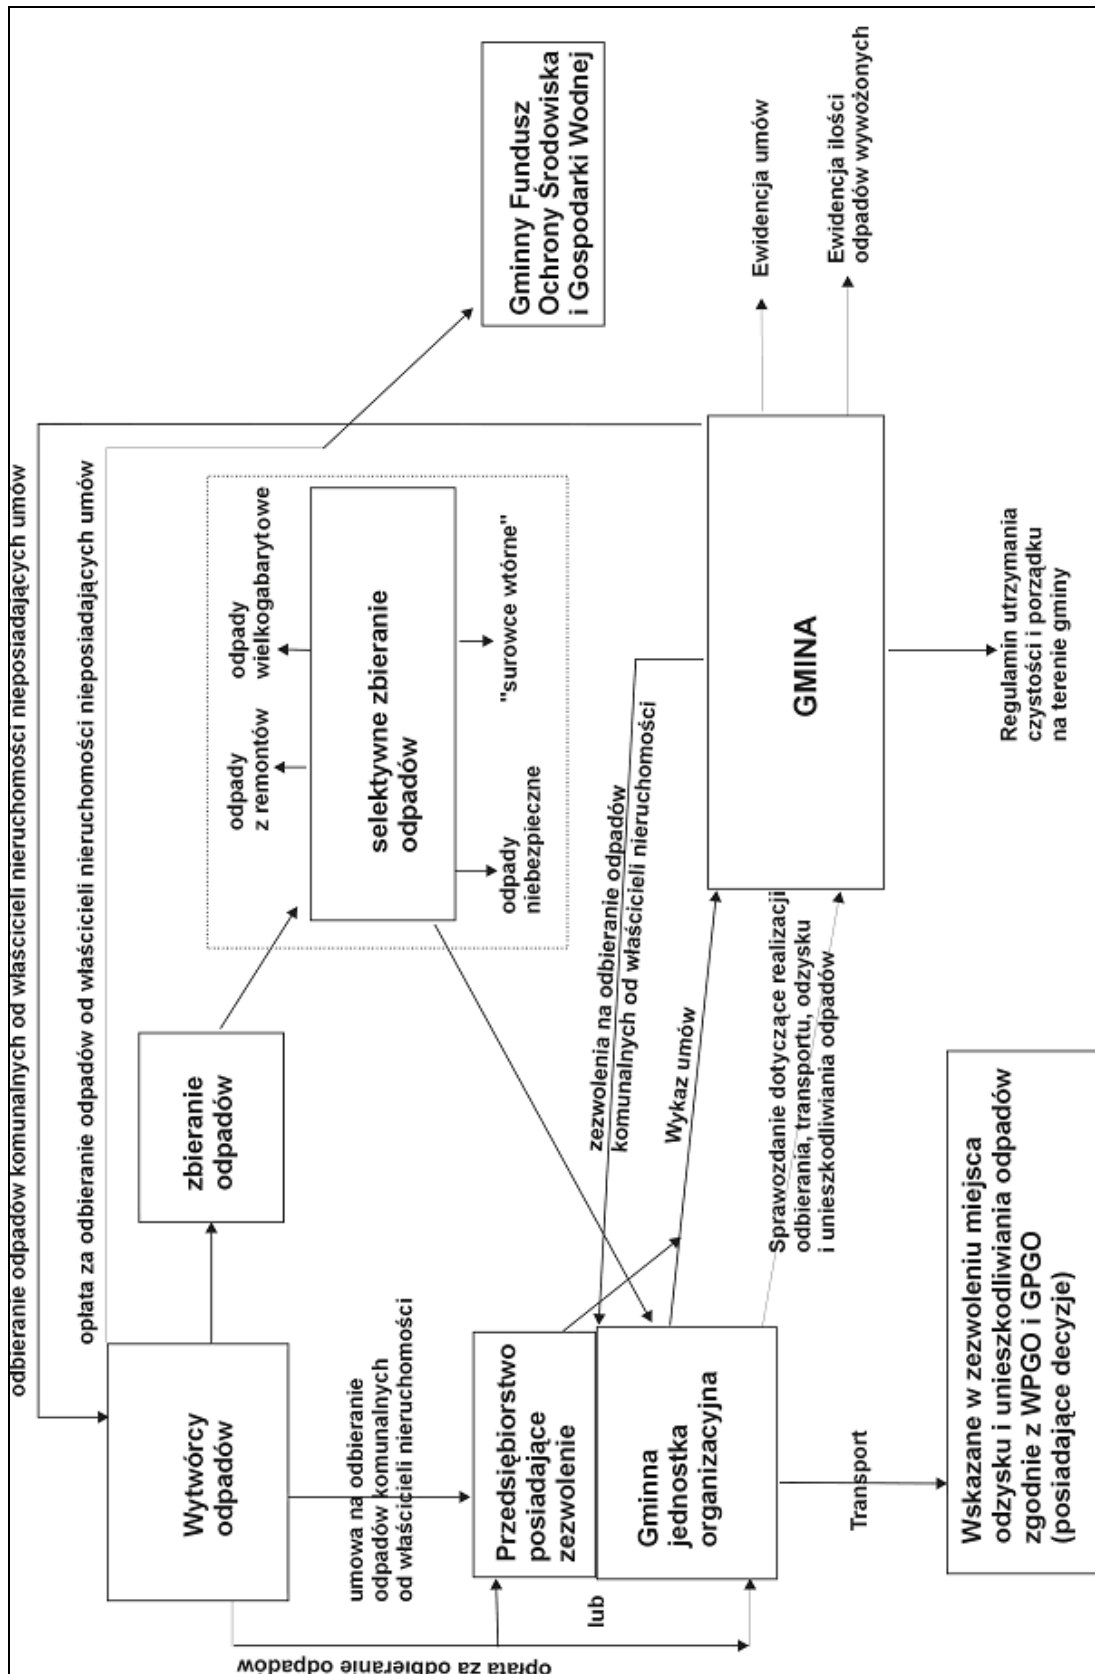 odbieranie odpadów komunalnych od właścicieli nieruchomości nieposiadających umów
opłata za odbieranie odpadów od właścicieli nieruchomości nieposiadających umów
Wytwórcy
odpadów
zbieranie
odpadów
odpady
z remontów
odpady
wielkogabarytowe
selektywne zbieranie
odpadów
odpady
niebezpieczne
"surowce wtórne"
Gminny Fundusz
Ochrony Środowiska
i Gospodarki Wodnej
umowa na odbieranie
odpadów komunalnych
od właścicieli nieruchomości
opłata za odbieranie odpadów
Przedsiębiorstwo
posiadające
zezwolenie
lub
Gminna
jednostka
organizacyjna
zezwolenia na odbieranie odpadów
komunalnych od właścicieli nieruchomości
Wykaz umów
Sprawozdanie dotyczące realizacji
odbierania, transportu, odzysku
i unieszkodliwiania odpadów
GMINA
Ewidencja umów
Ewidencja ilości
odpadów wywożonych
Regulamin utrzymania
czystości i porządku
na terenie gminy
Transport
Wskazane w zezwoleniu miejsca
odzysku i unieszkodliwiania odpadów
zgodnie z WPGO i GPGO
(posiadające decyzje)